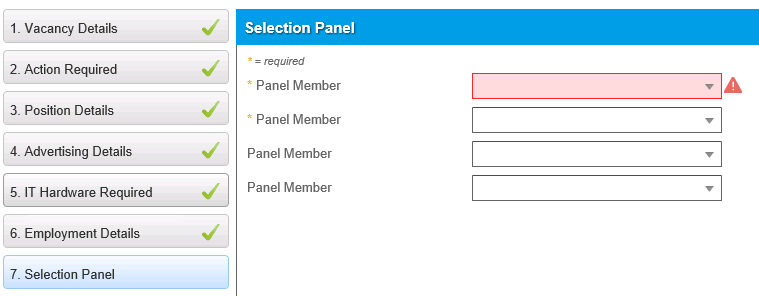 1. Vacancy Details
2. Action Required
3. Position Details
4. Advertising Details
5. IT Hardware Required
6. Employment Details
7. Selection Panel
Selection Panel
* = required
* Panel Member
* Panel Member
Panel Member
Panel Member